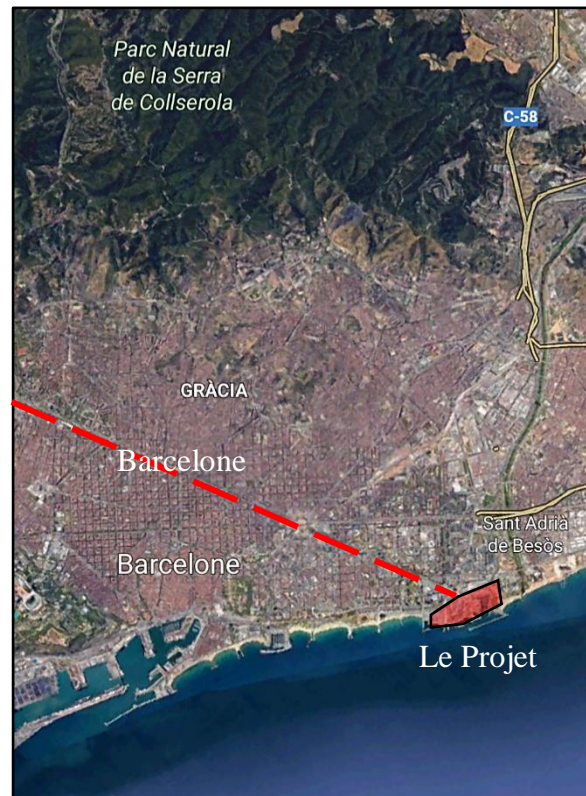 Parc Natural
de la Serra
de Collserola
C-58
GRÀCIA
Barcelone
Sant Adrià
de Besòs
Barcelone
Le Projet